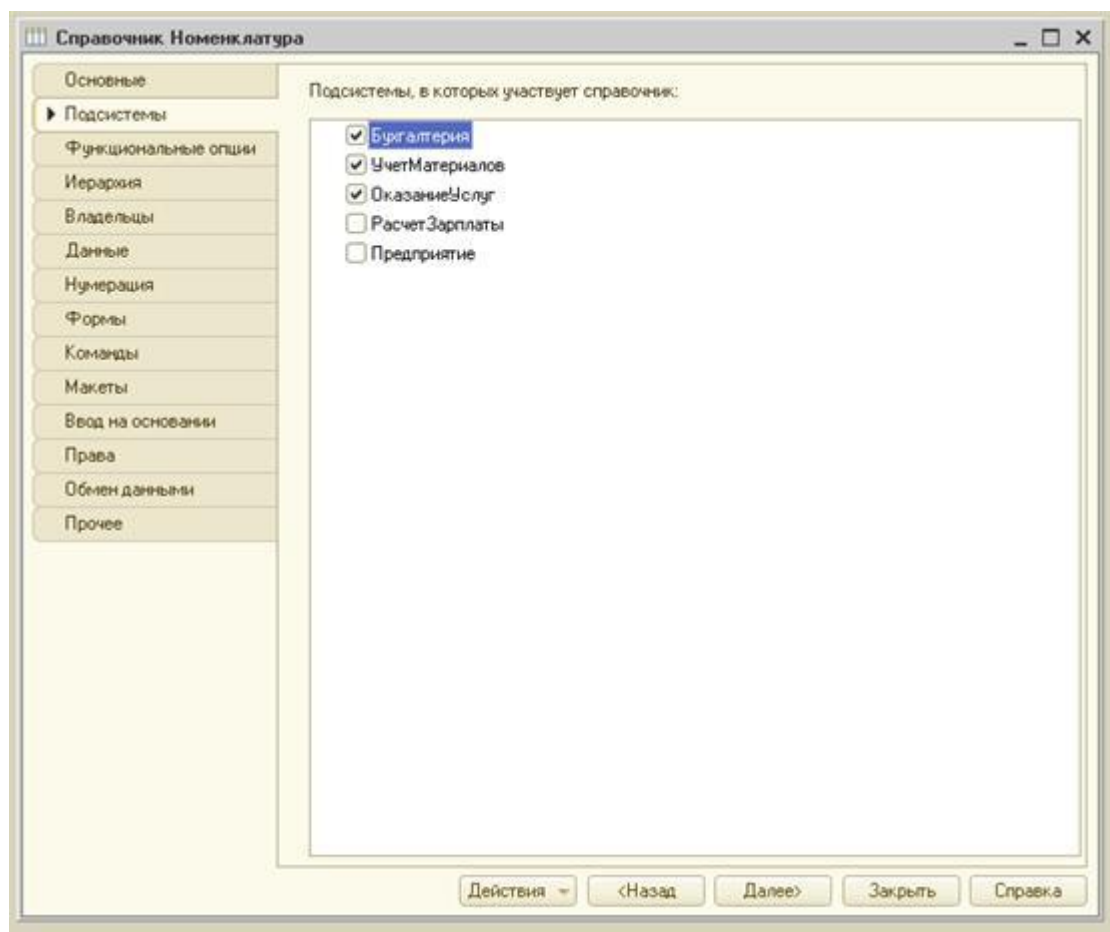 Справочник Номенклатура
Основные
Подсистемы
Функциональные опции
Иерархия
Владельцы
Данные
Нумерация
Формы
Команды
Макеты
Ввод на основании
Права
Обмен данными
Прочее
Подсистемы, в которых участвует справочник:
Бухгалтерия
УчетМатериалов
ОказаниеУслуг
РасчетЗарплаты
Предприятие
Действия <Назад Далее> Закрыть Справка